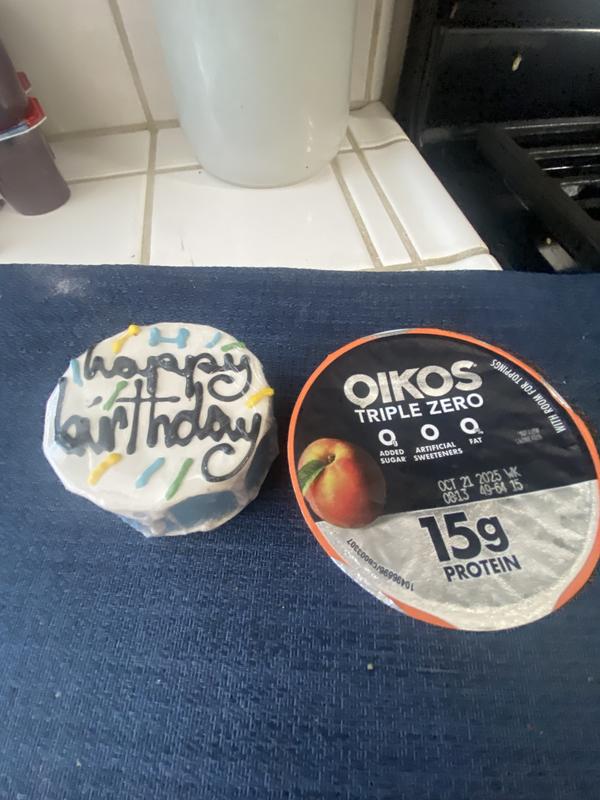 happy
birthday
OIKOS
TRIPLE ZERO
0g 0 0%
ADDED SUGAR
ARTIFICIAL SWEETENERS
FAT
WITH ROOM FOR TOPPINGS
OCT 21 2025 WK
0813 49-64 15
15g
PROTEIN